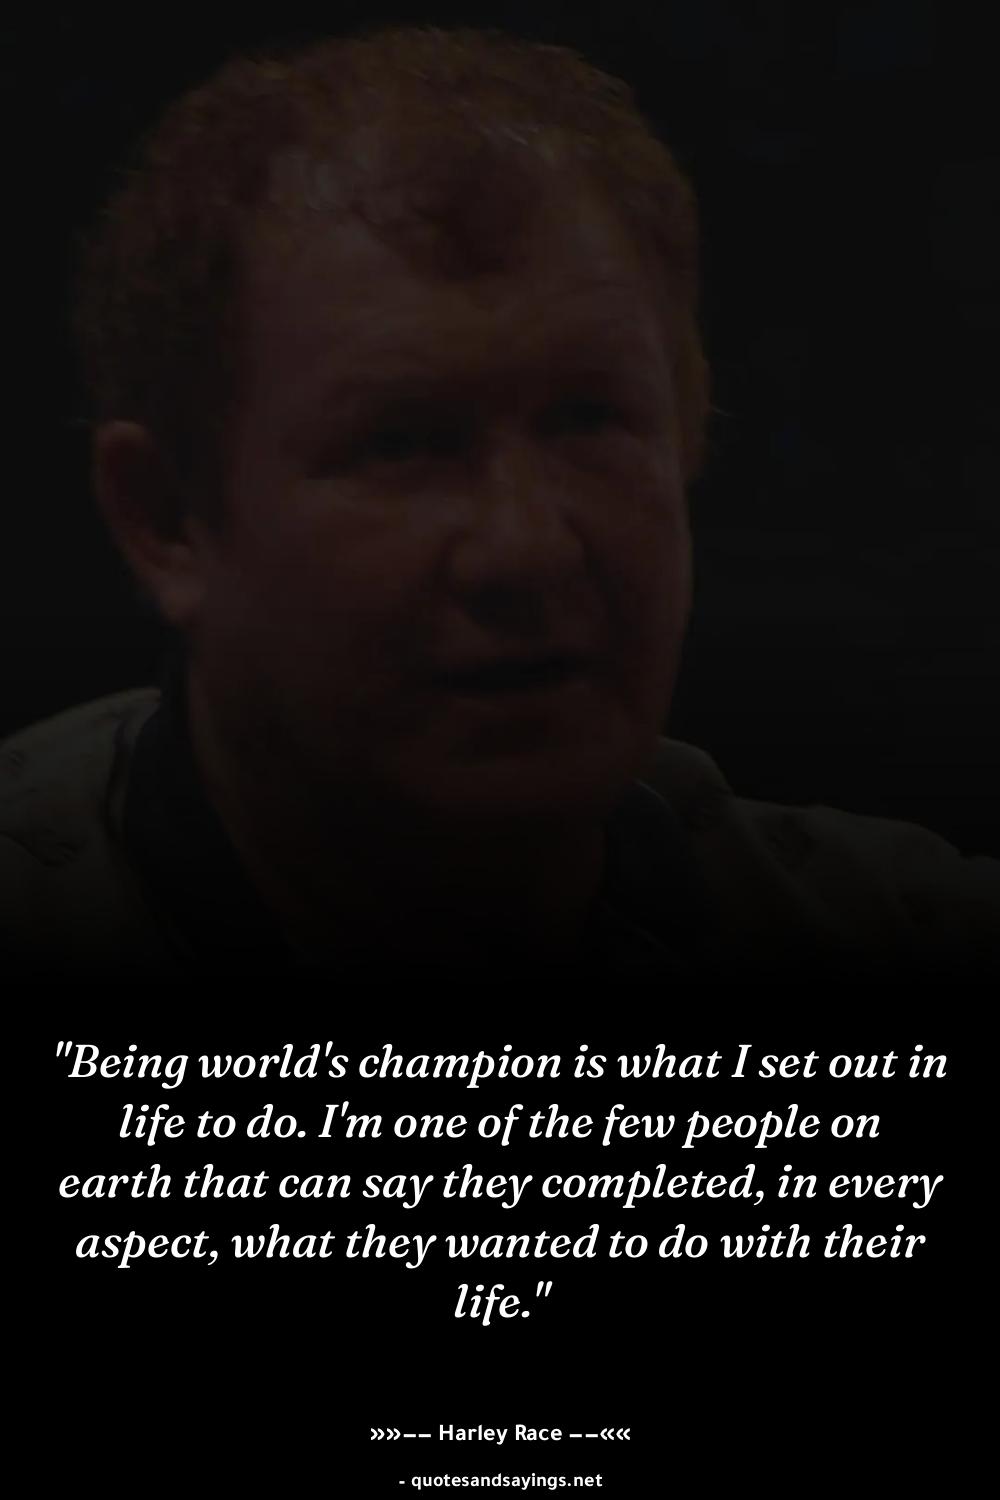 "Being world's champion is what I set out in
life to do. I'm one of the few people on
earth that can say they completed, in every
aspect, what they wanted to do with their
life."
»»—— Harley Race ——««
- quotesandsayings.net